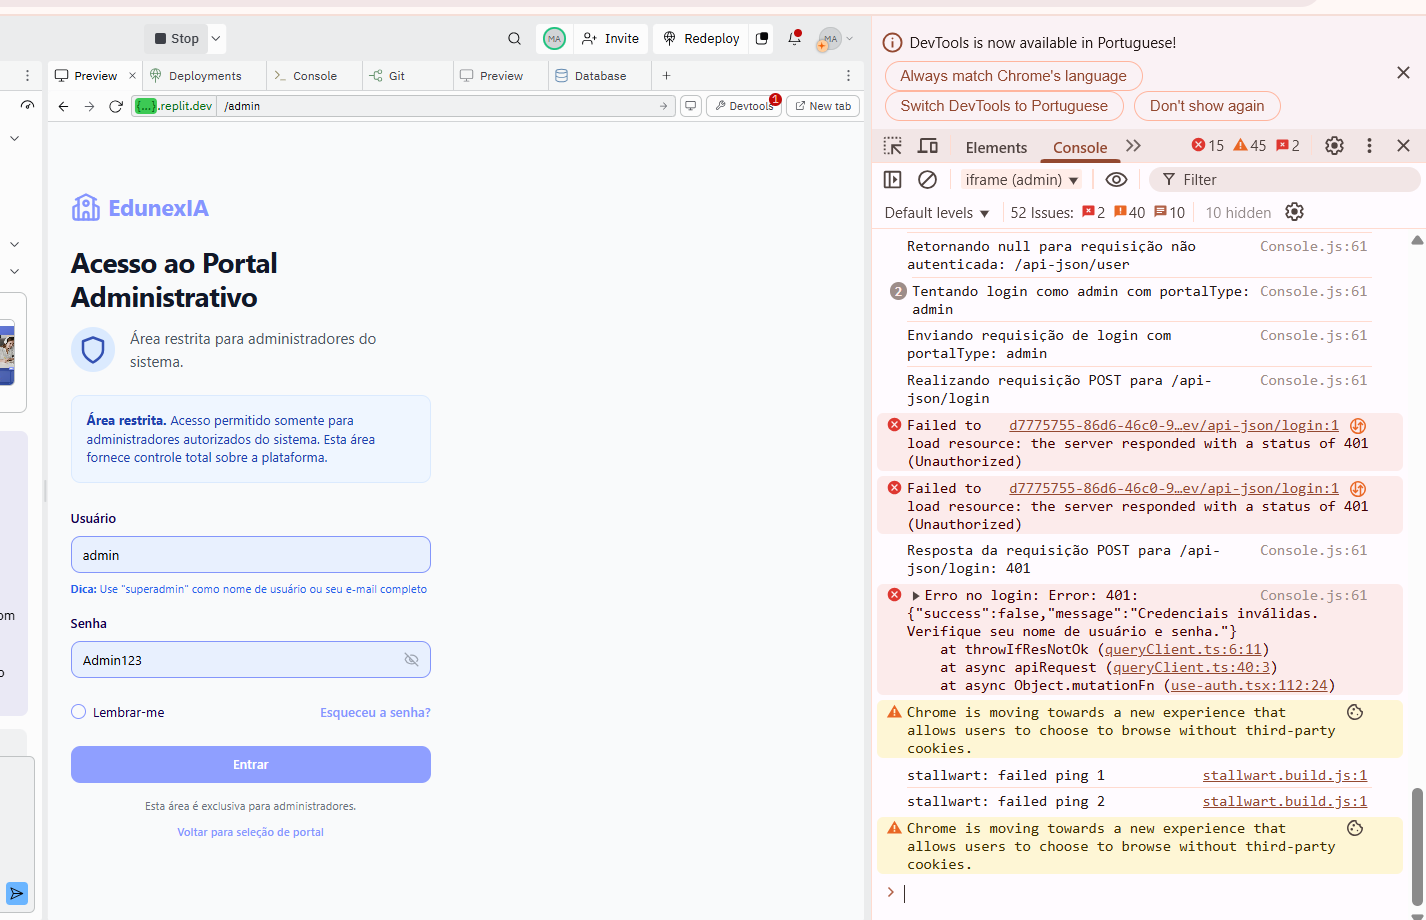 Stop
MA
Invite
Redeploy
MA
Preview
Deployments
Console
Git
Preview
Database
{...}.replit.dev
/admin
Devtools
1
New tab
EdunexIA
Acesso ao Portal
Administrativo
Área restrita para administradores do
sistema.
Área restrita. Acesso permitido somente para
administradores autorizados do sistema. Esta área
fornece controle total sobre a plataforma.
Usuário
admin
Dica: Use "superadmin" como nome de usuário ou seu e-mail completo
Senha
Admin123
Lembrar-me
Esqueceu a senha?
Entrar
Esta área é exclusiva para administradores.
Voltar para seleção de portal
om
o
DevTools is now available in Portuguese!
Always match Chrome's language
Switch DevTools to Portuguese
Don't show again
Elements
Console
15
45
2
iframe (admin)
Filter
Default levels
52 Issues:
2
40
10
10 hidden
Retornando null para requisição não Console.js:61
autenticada: /api-json/user
2 Tentando login como admin com portalType: Console.js:61
admin
Enviando requisição de login com Console.js:61
portalType: admin
Realizando requisição POST para /api- Console.js:61
json/login
Failed to d7775755-86d6-46c0-9…ev/api-json/login:1
load resource: the server responded with a status of 401
(Unauthorized)
Failed to d7775755-86d6-46c0-9…ev/api-json/login:1
load resource: the server responded with a status of 401
(Unauthorized)
Resposta da requisição POST para /api- Console.js:61
json/login: 401
Erro no login: Error: 401: Console.js:61
{"success":false,"message":"Credenciais inválidas.
Verifique seu nome de usuário e senha."}
at throwIfResNotOk (queryClient.ts:6:11)
at async apiRequest (queryClient.ts:40:3)
at async Object.mutationFn (use-auth.tsx:112:24)
Chrome is moving towards a new experience that
allows users to choose to browse without third-party
cookies.
stallwart: failed ping 1 stallwart.build.js:1
stallwart: failed ping 2 stallwart.build.js:1
Chrome is moving towards a new experience that
allows users to choose to browse without third-party
cookies.